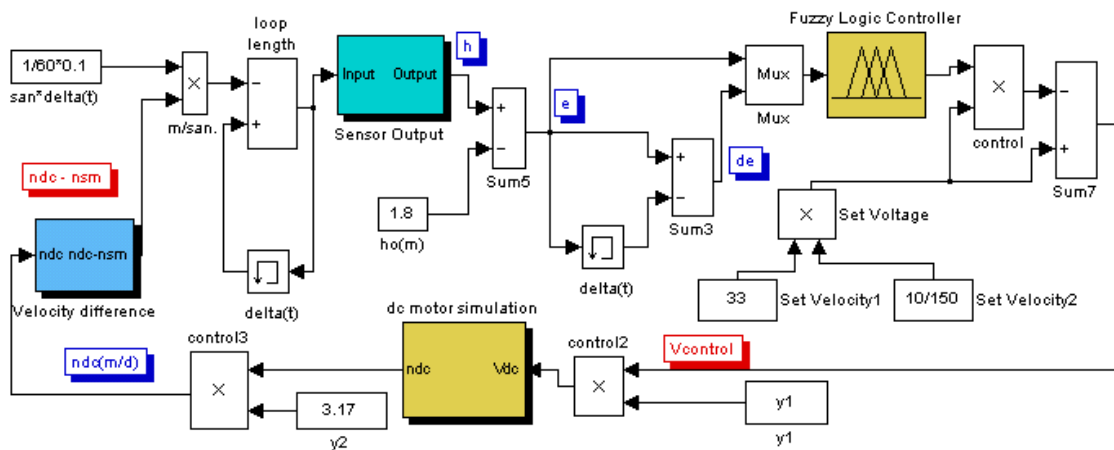 loop
length
Fuzzy Logic Controller
1/60*0.1
san*delta(t)
×
m/san.
−
+
Input Output
Sensor Output
h
+
−
Sum5
e
1.8
ho(m)
+
−
Sum3
de
delta(t)
Mux
Mux
×
control
−
+
Sum7
×
Set Voltage
33
Set Velocity1
10/150
Set Velocity2
ndc - nsm
ndc ndc-nsm
Velocity difference
delta(t)
ndc(m/d)
control3
×
3.17
y2
dc motor simulation
ndc Vdc
control2
×
Vcontrol
y1
y1